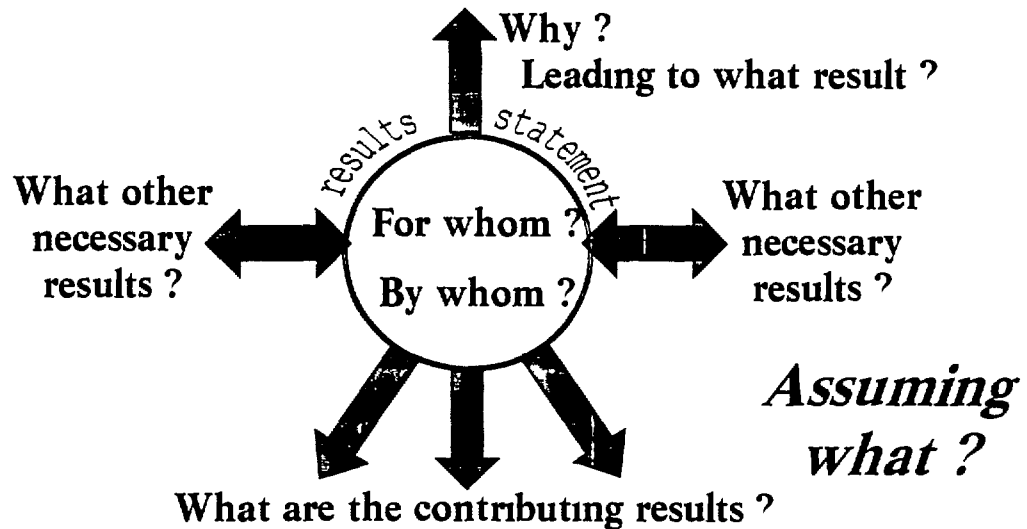 Why ?
Leading to what result ?
results statement
What other
necessary
results ?
For whom ?
By whom ?
What other
necessary
results ?
Assuming
what ?
What are the contributing results ?